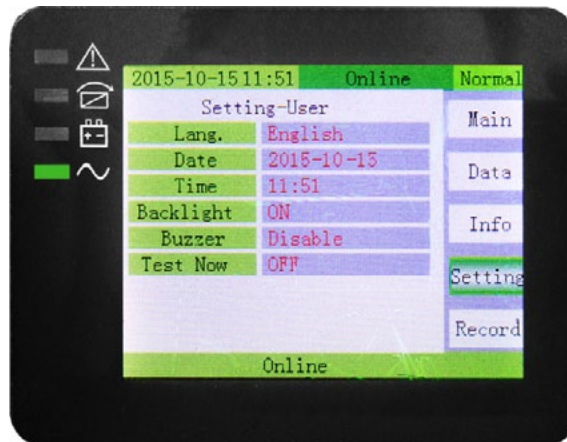 2015-10-15 11:51 Online Normal
Setting-User
Main
Lang. English
Date 2015-10-15
Data
Time 11:51
Backlight ON
Info
Buzzer Disable
Test Now OFF
Setting
Record
Online